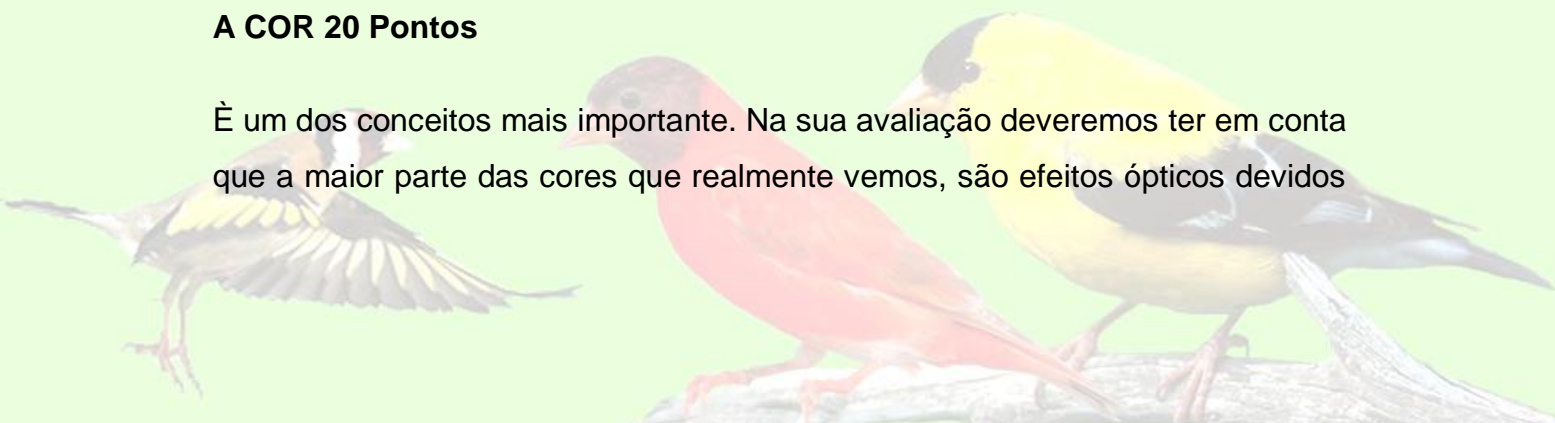 A COR 20 Pontos
È um dos conceitos mais importante. Na sua avaliação deveremos ter em conta
que a maior parte das cores que realmente vemos, são efeitos ópticos devidos